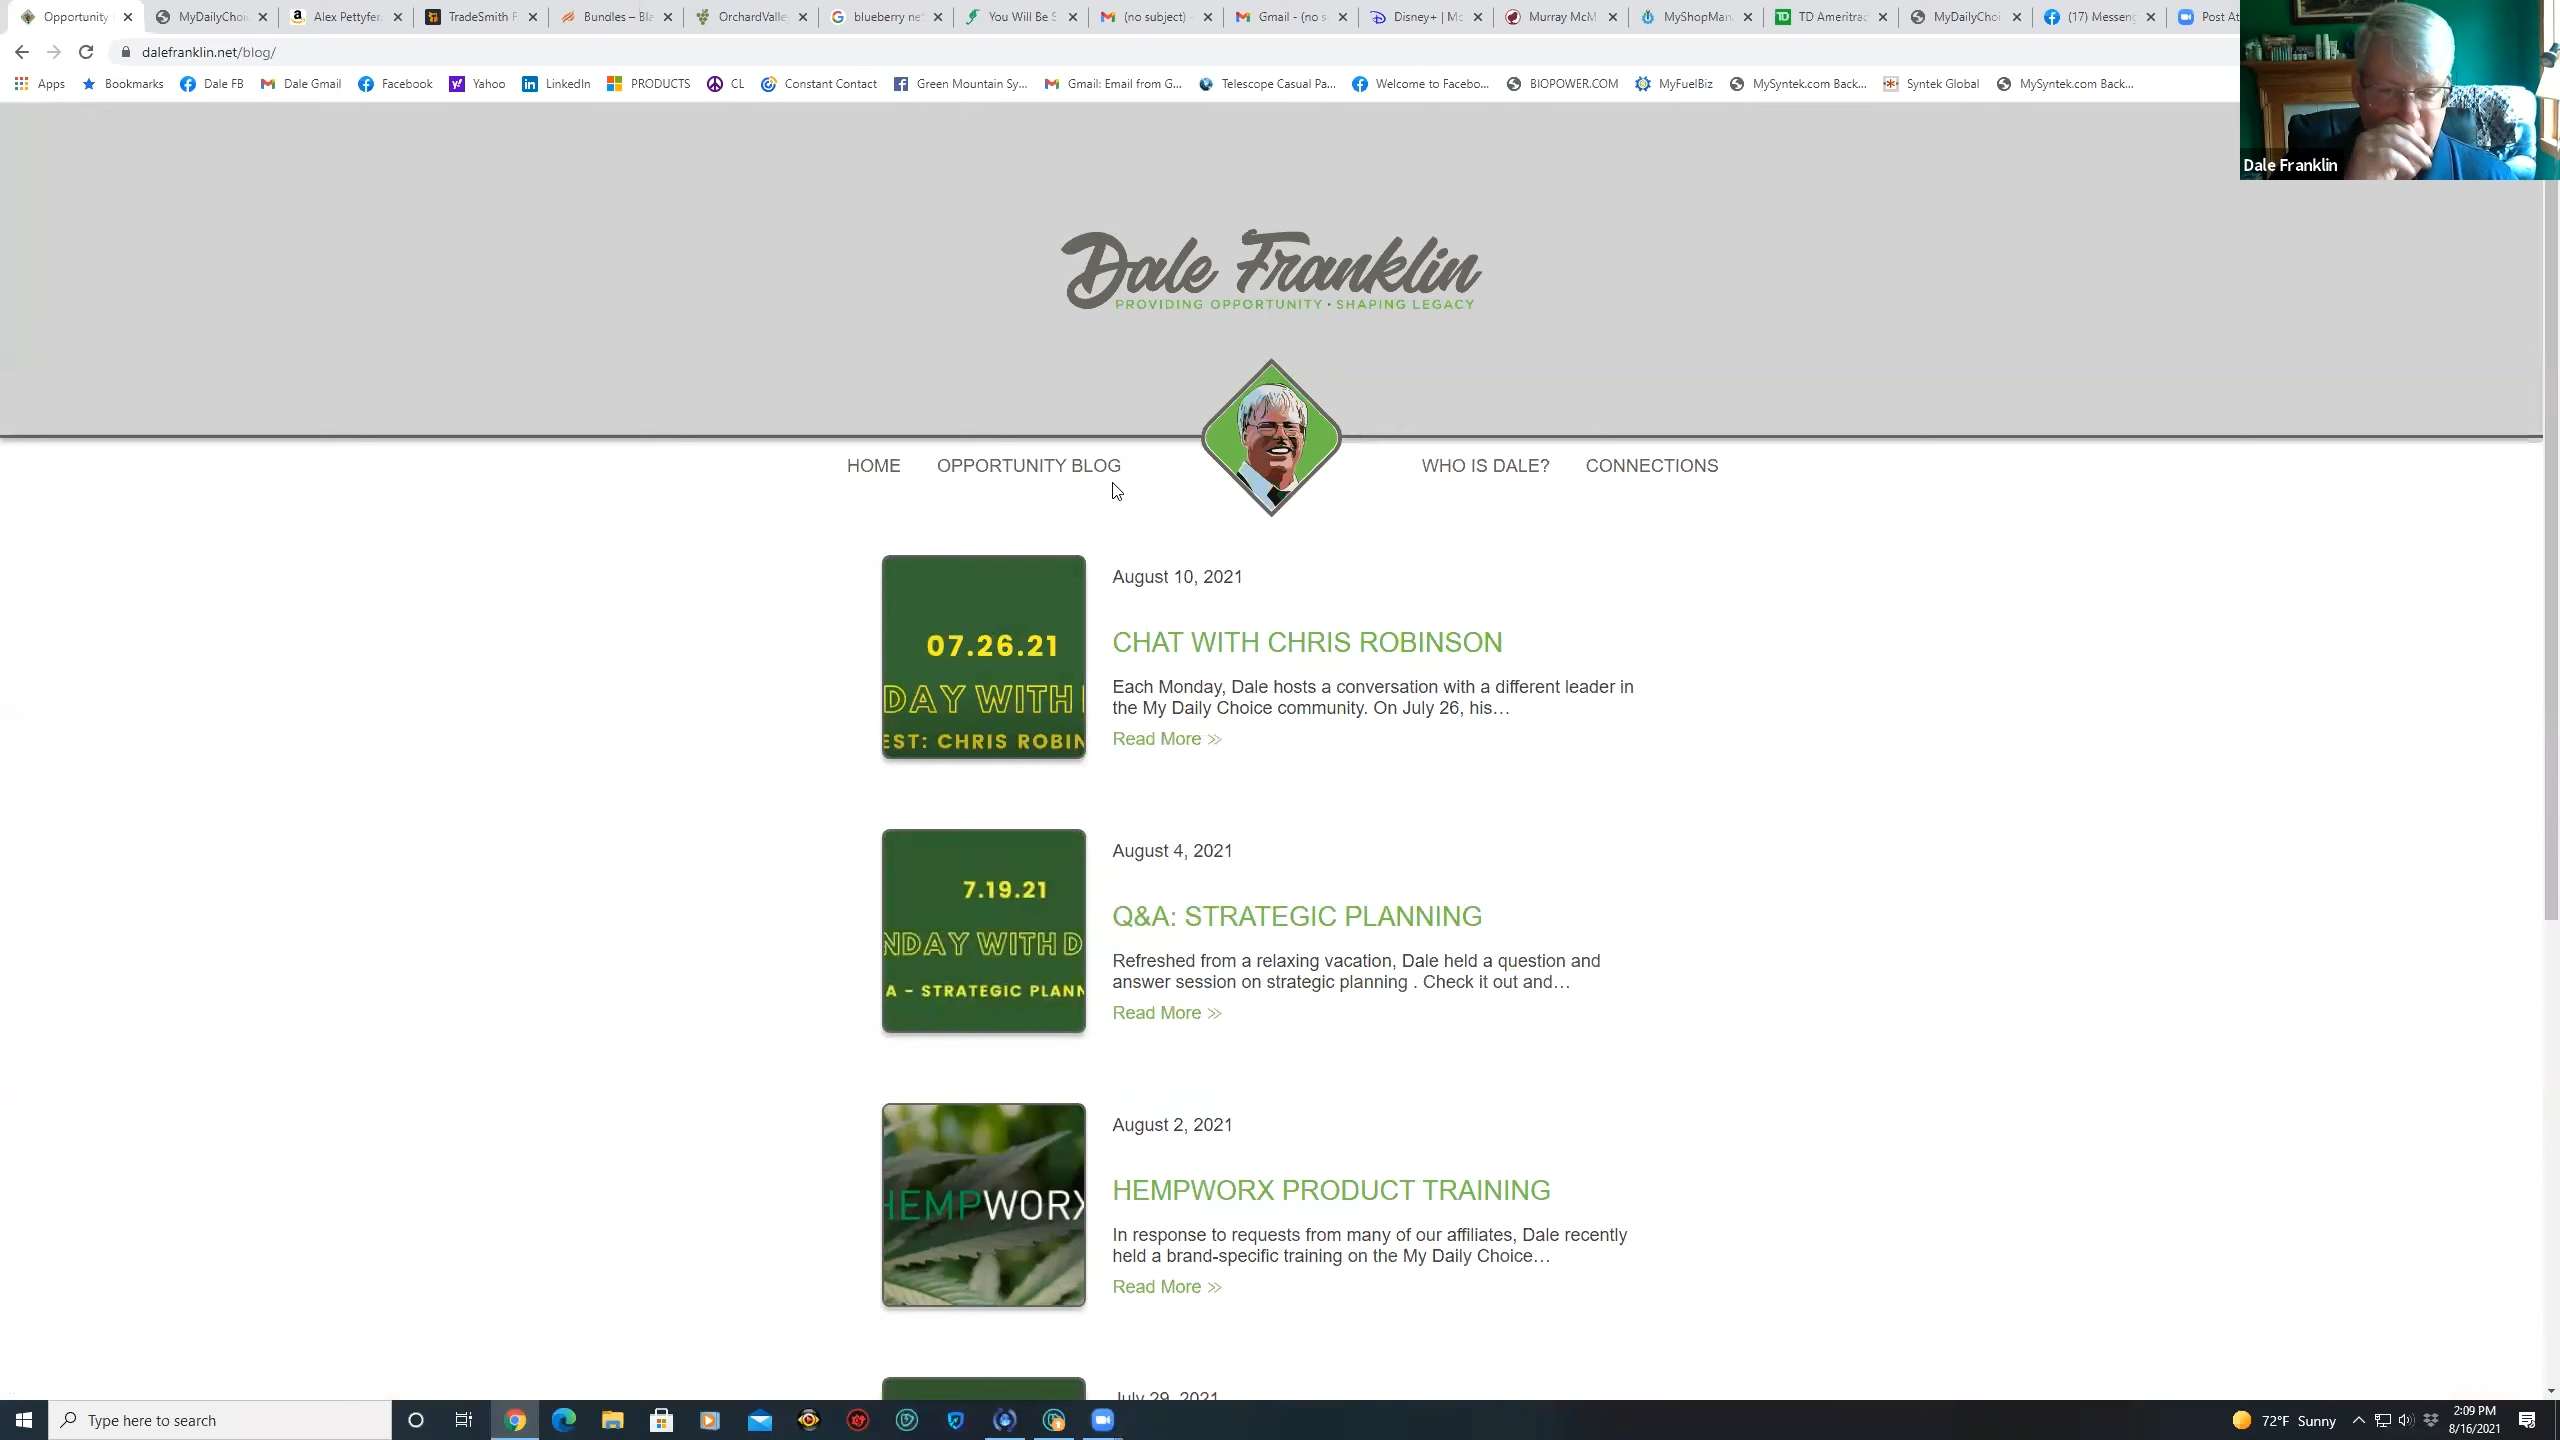 Opportunity
MyDailyChoi
Alex Pettyfer
TradeSmith F
Bundles – Bla
OrchardValle
blueberry ne
You Will Be S
(no subject) -
Gmail - (no s
Disney+ | Mc
Murray McM
MyShopMan
TD Ameritrad
MyDailyChoi
(17) Messeng
Post At
dalefranklin.net/blog/
Apps
Bookmarks
Dale FB
Dale Gmail
Facebook
Yahoo
LinkedIn
PRODUCTS
CL
Constant Contact
Green Mountain Sy...
Gmail: Email from G...
Telescope Casual Pa...
Welcome to Facebo...
BIOPOWER.COM
MyFuelBiz
MySyntek.com Back...
Syntek Global
MySyntek.com Back...
Dale Franklin
Dale Franklin
PROVIDING OPPORTUNITY • SHAPING LEGACY
HOME
OPPORTUNITY BLOG
WHO IS DALE?
CONNECTIONS
07.26.21
DAY WITH
EST: CHRIS ROBIN
August 10, 2021
CHAT WITH CHRIS ROBINSON
Each Monday, Dale hosts a conversation with a different leader in
the My Daily Choice community. On July 26, his…
Read More >>
7.19.21
NDAY WITH D
A – STRATEGIC PLANN
August 4, 2021
Q&A: STRATEGIC PLANNING
Refreshed from a relaxing vacation, Dale held a question and
answer session on strategic planning . Check it out and…
Read More >>
HEMPWORX
August 2, 2021
HEMPWORX PRODUCT TRAINING
In response to requests from many of our affiliates, Dale recently
held a brand-specific training on the My Daily Choice…
Read More >>
July 29, 2021
Type here to search
72°F Sunny
2:09 PM
8/16/2021